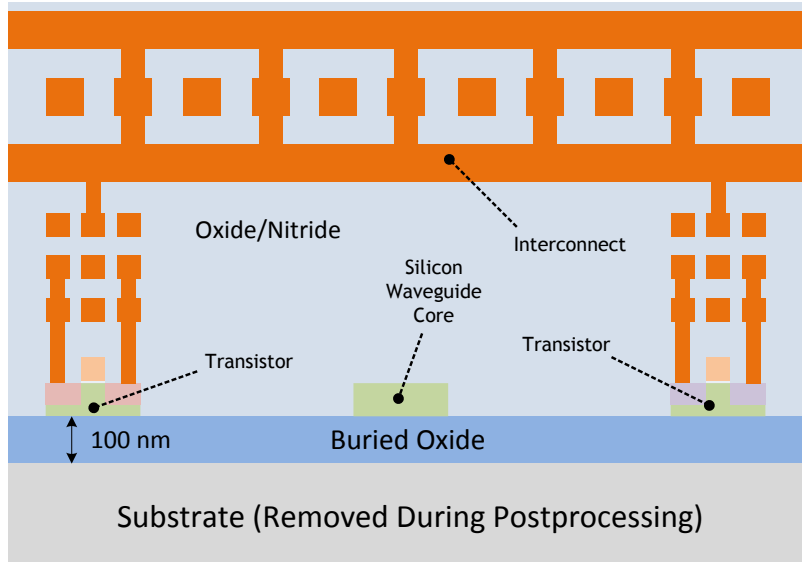 Oxide/Nitride
Interconnect
Silicon
Waveguide
Core
Transistor
Transistor
100 nm
Buried Oxide
Substrate (Removed During Postprocessing)